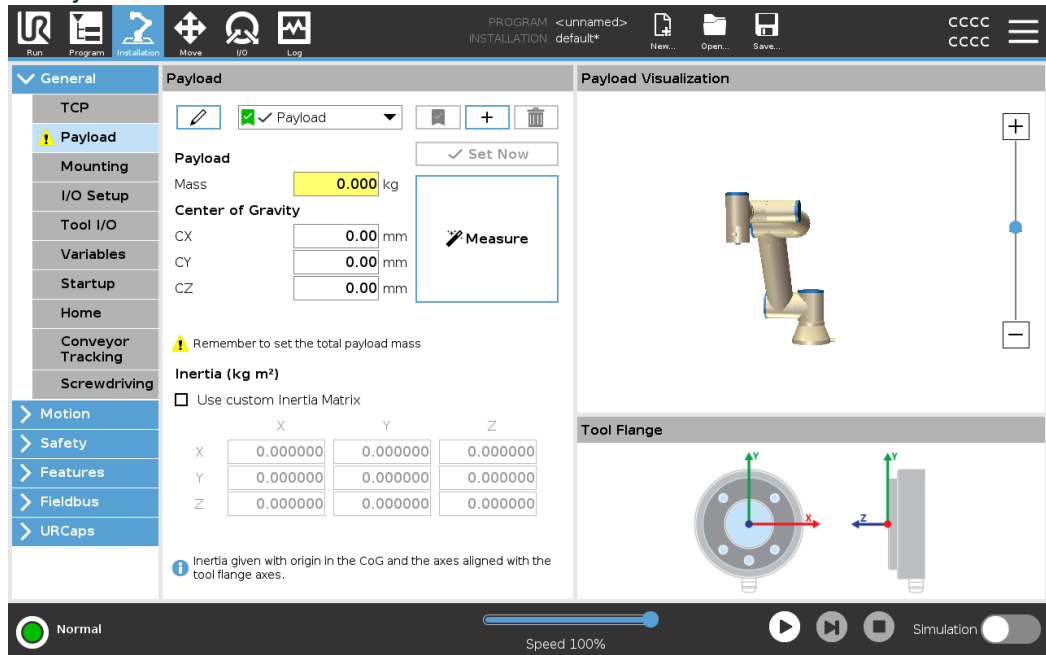 PROGRAM <unnamed>
INSTALLATION default*
CCCC
CCCC
Run
Program
Installation
Move
I/O
Log
New...
Open...
Save...
General
TCP
Payload
Mounting
I/O Setup
Tool I/O
Variables
Startup
Home
Conveyor
Tracking
Screwdriving
Motion
Safety
Features
Fieldbus
URCaps
Payload
Payload
Payload
Set Now
Mass 0.000 kg
Center of Gravity
CX 0.00 mm
CY 0.00 mm
CZ 0.00 mm
Measure
Remember to set the total payload mass
Inertia (kg m²)
Use custom Inertia Matrix
X Y Z
X 0.000000 0.000000 0.000000
Y 0.000000 0.000000 0.000000
Z 0.000000 0.000000 0.000000
Inertia given with origin in the CoG and the axes aligned with the
tool flange axes.
Payload Visualization
Tool Flange
Y
X
Y
Z
Normal
Speed 100%
Simulation